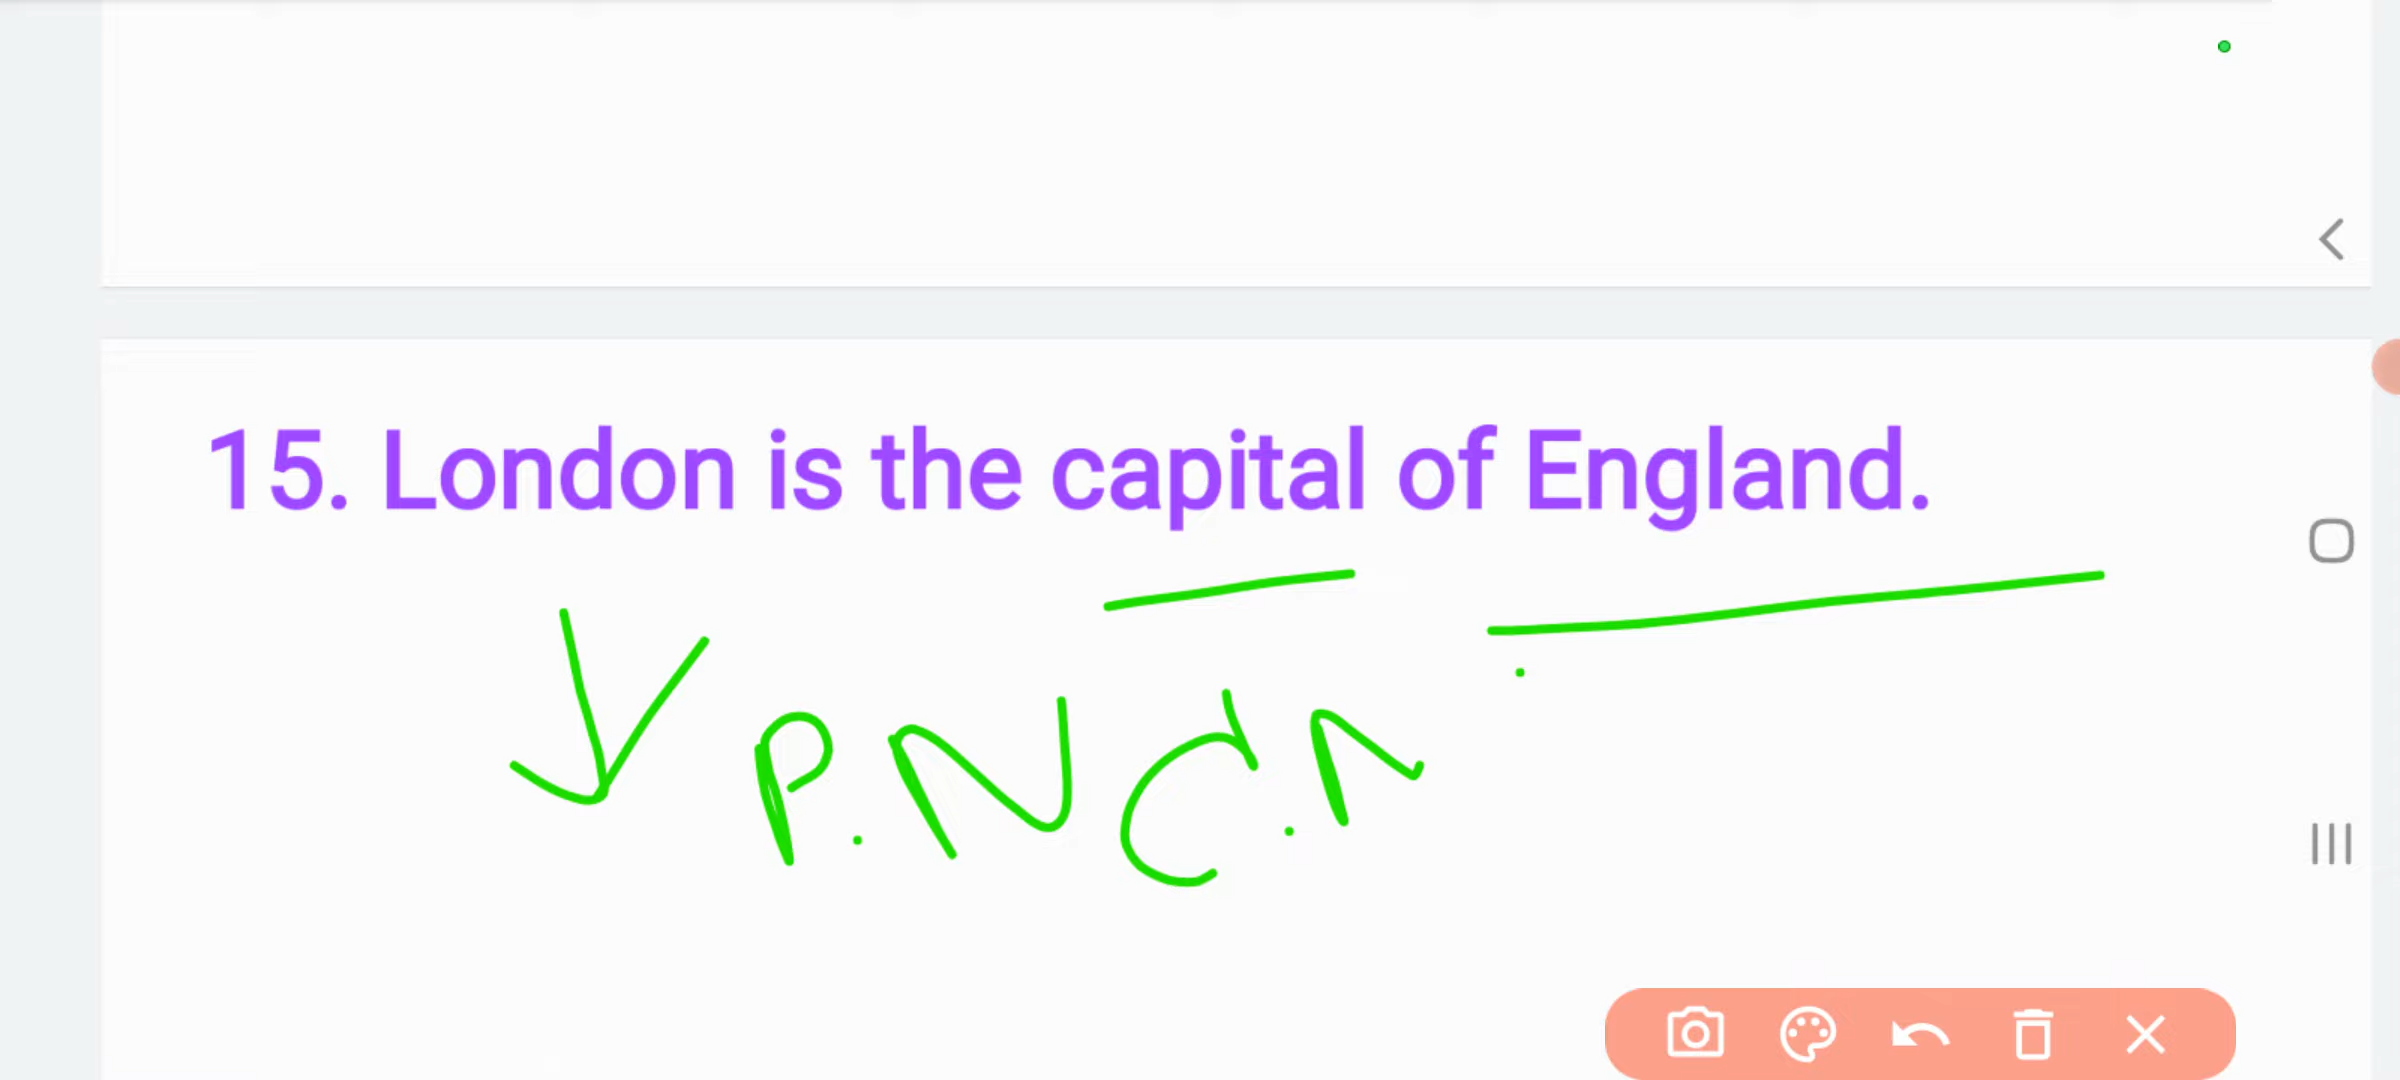 15. London is the capital of England.
P.N C.N